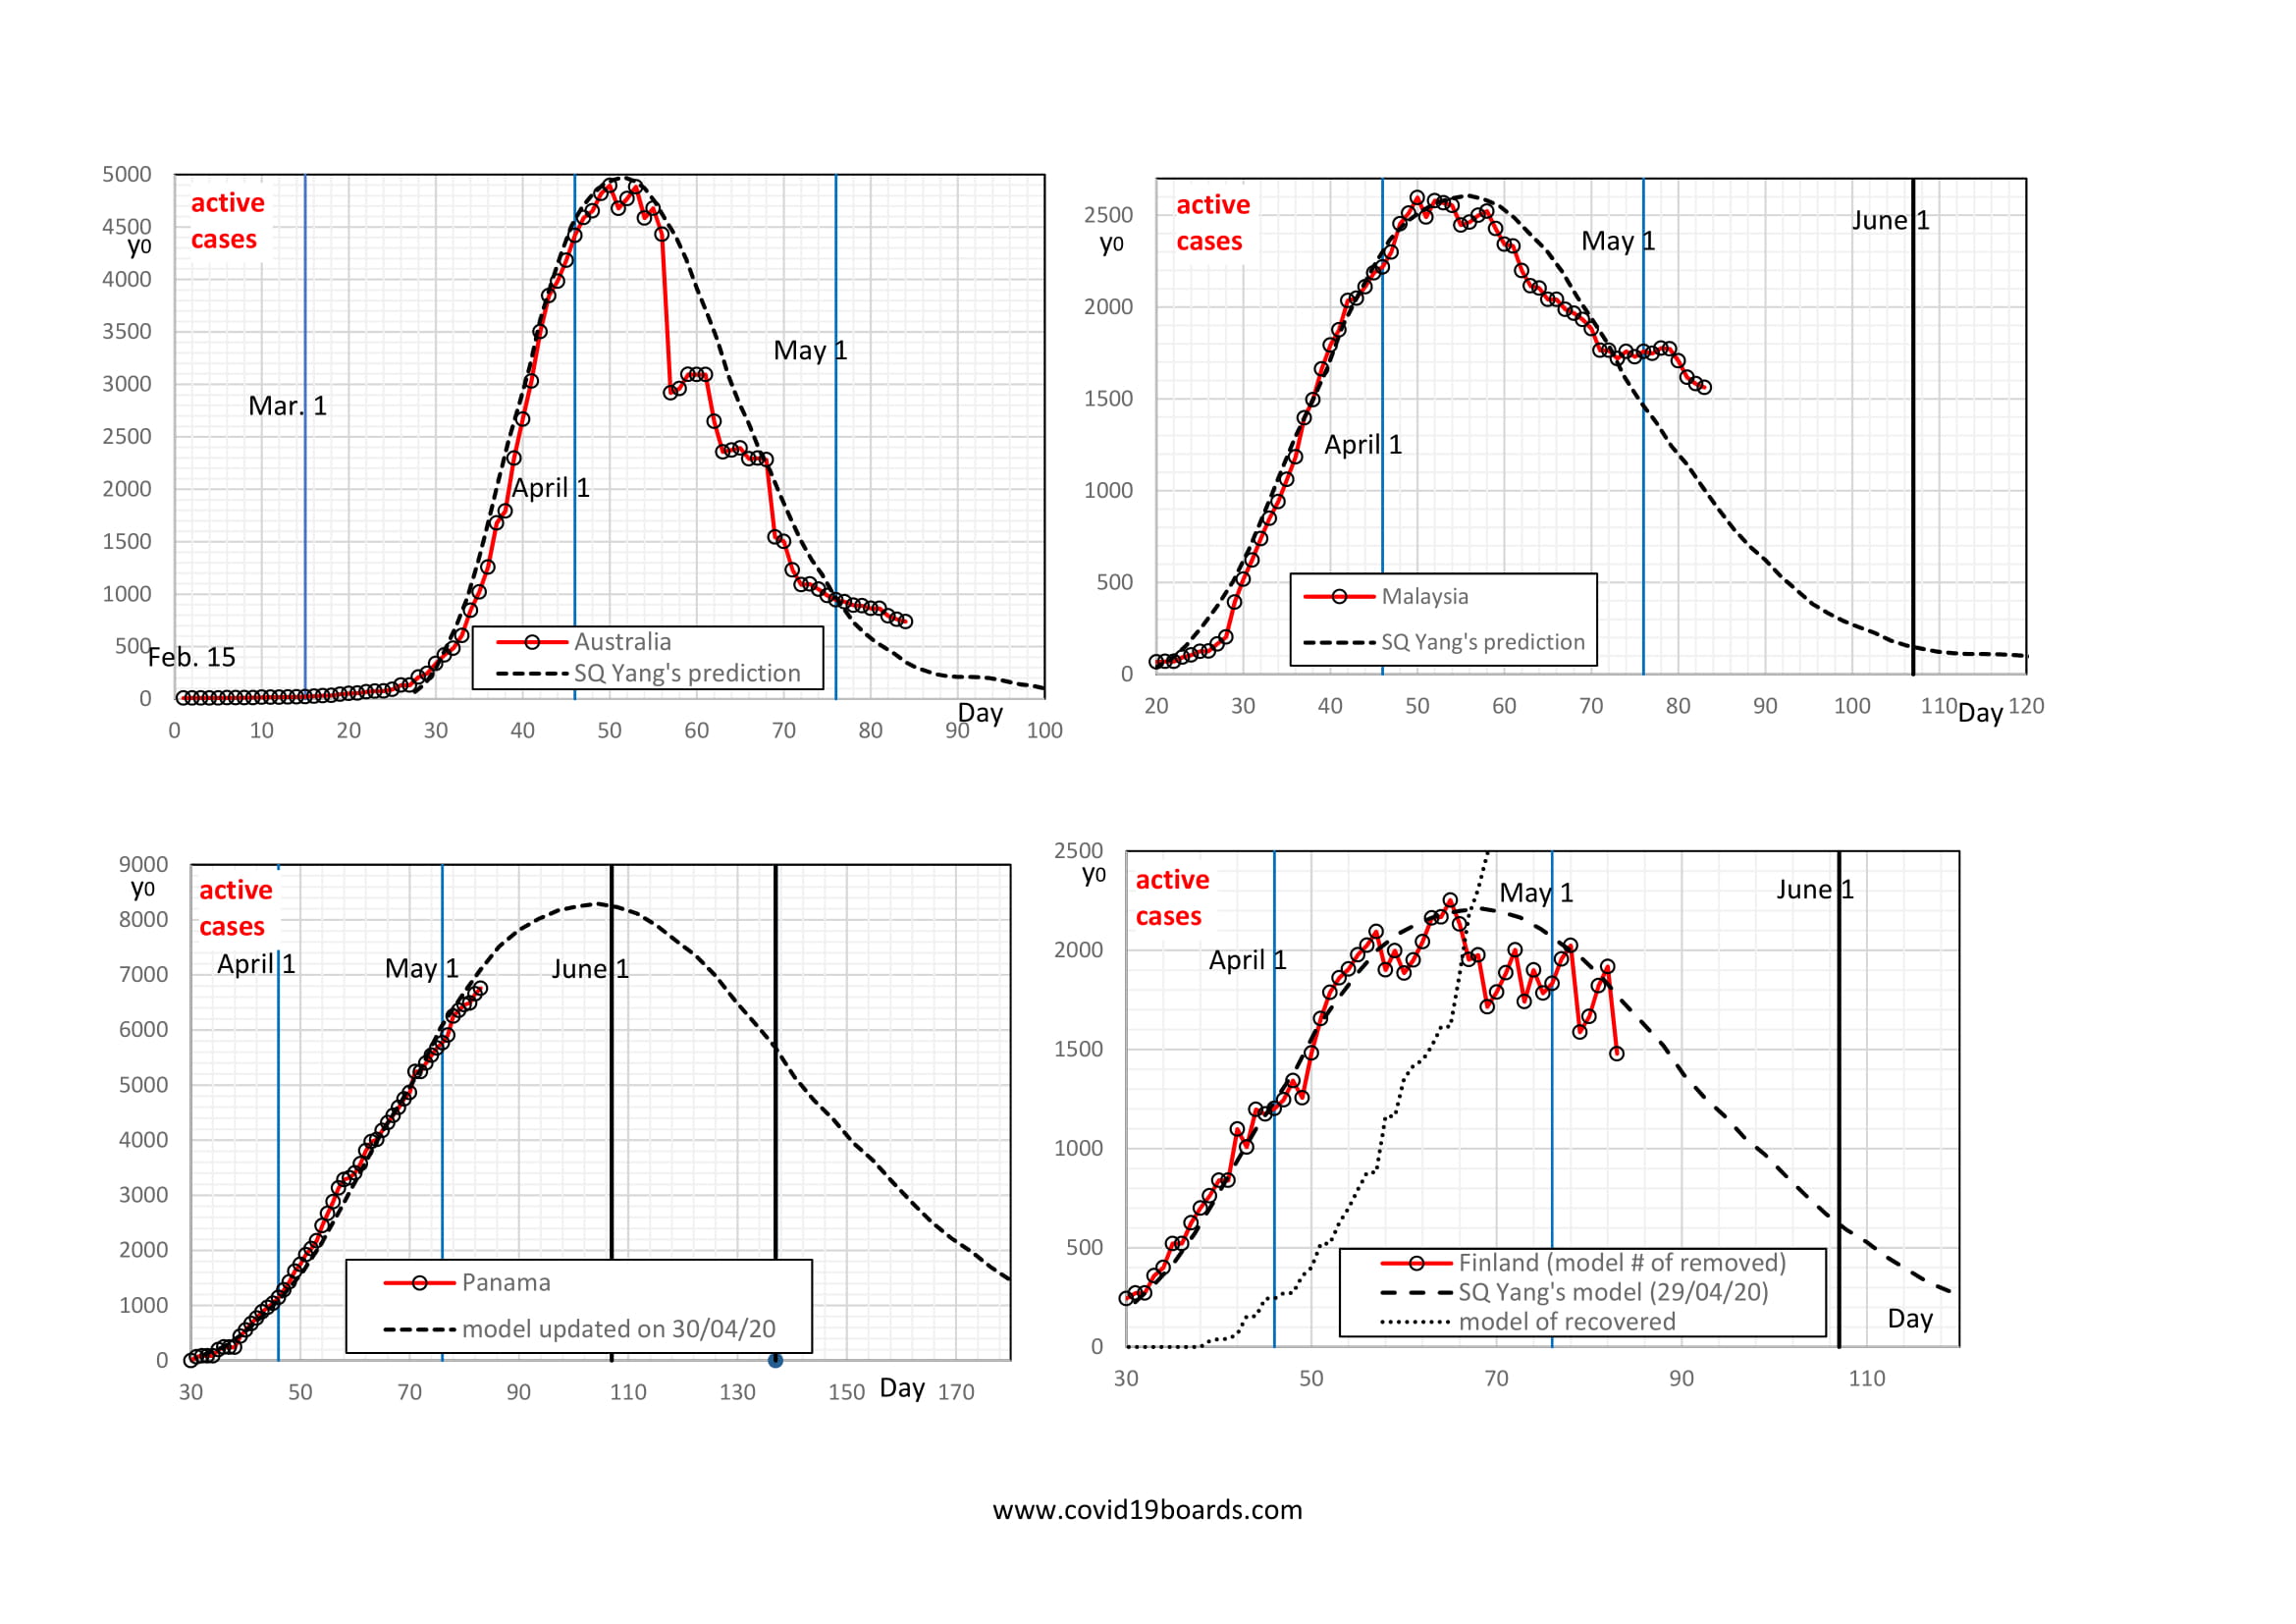 5000
4500
4000
3500
3000
2500
2000
1500
1000
500
0
y0
active
cases
Mar. 1
April 1
May 1
Feb. 15
Australia
SQ Yang's prediction
Day
0 10 20 30 40 50 60 70 80 90 100
2500
2000
1500
1000
500
0
y0
active
cases
June 1
May 1
April 1
Malaysia
SQ Yang's prediction
20 30 40 50 60 70 80 90 100 110 Day 120
9000
8000
7000
6000
5000
4000
3000
2000
1000
0
y0
active
cases
April 1
May 1
June 1
Panama
model updated on 30/04/20
30 50 70 90 110 130 150 Day 170
2500
2000
1500
1000
500
0
y0
active
cases
May 1
June 1
April 1
Finland (model # of removed)
SQ Yang's model (29/04/20)
model of recovered
Day
30 50 70 90 110
www.covid19boards.com